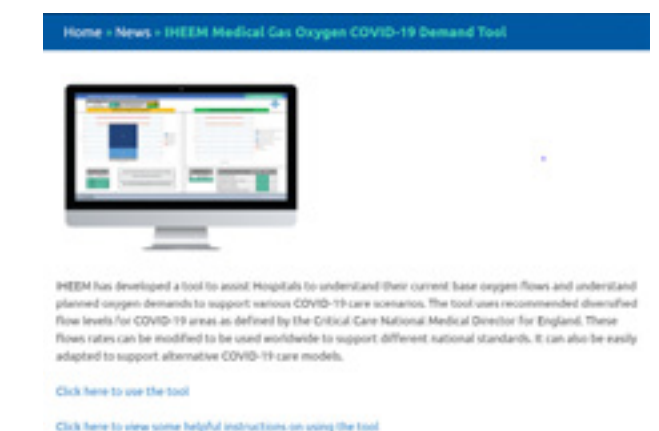 Home » News » IHEEM Medical Gas Oxygen COVID-19 Demand Tool
IHEEM has developed a tool to assist Hospitals to understand their current base oxygen flows and understand
planned oxygen demands to support various COVID-19 care scenarios. The tool uses recommended diversified
flow levels for COVID-19 areas as defined by the Critical Care National Medical Director for England. These
flows rates can be modified to be used worldwide to support different national standards. It can also be easily
adapted to support alternative COVID-19 care models.
Click here to use the tool
Click here to view some helpful instructions on using the tool